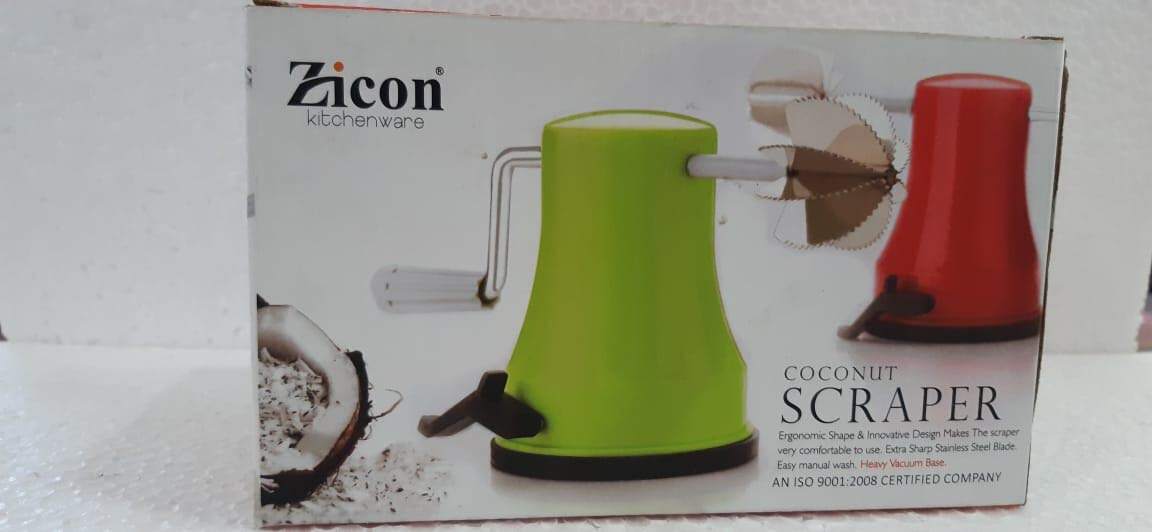 Zicon®
kitchenware
COCONUT
SCRAPER
Ergonomic Shape & Innovative Design Makes The scraper
very comfortable to use. Extra Sharp Stainless Steel Blade.
Easy manual wash. Heavy Vacuum Base.
AN ISO 9001:2008 CERTIFIED COMPANY